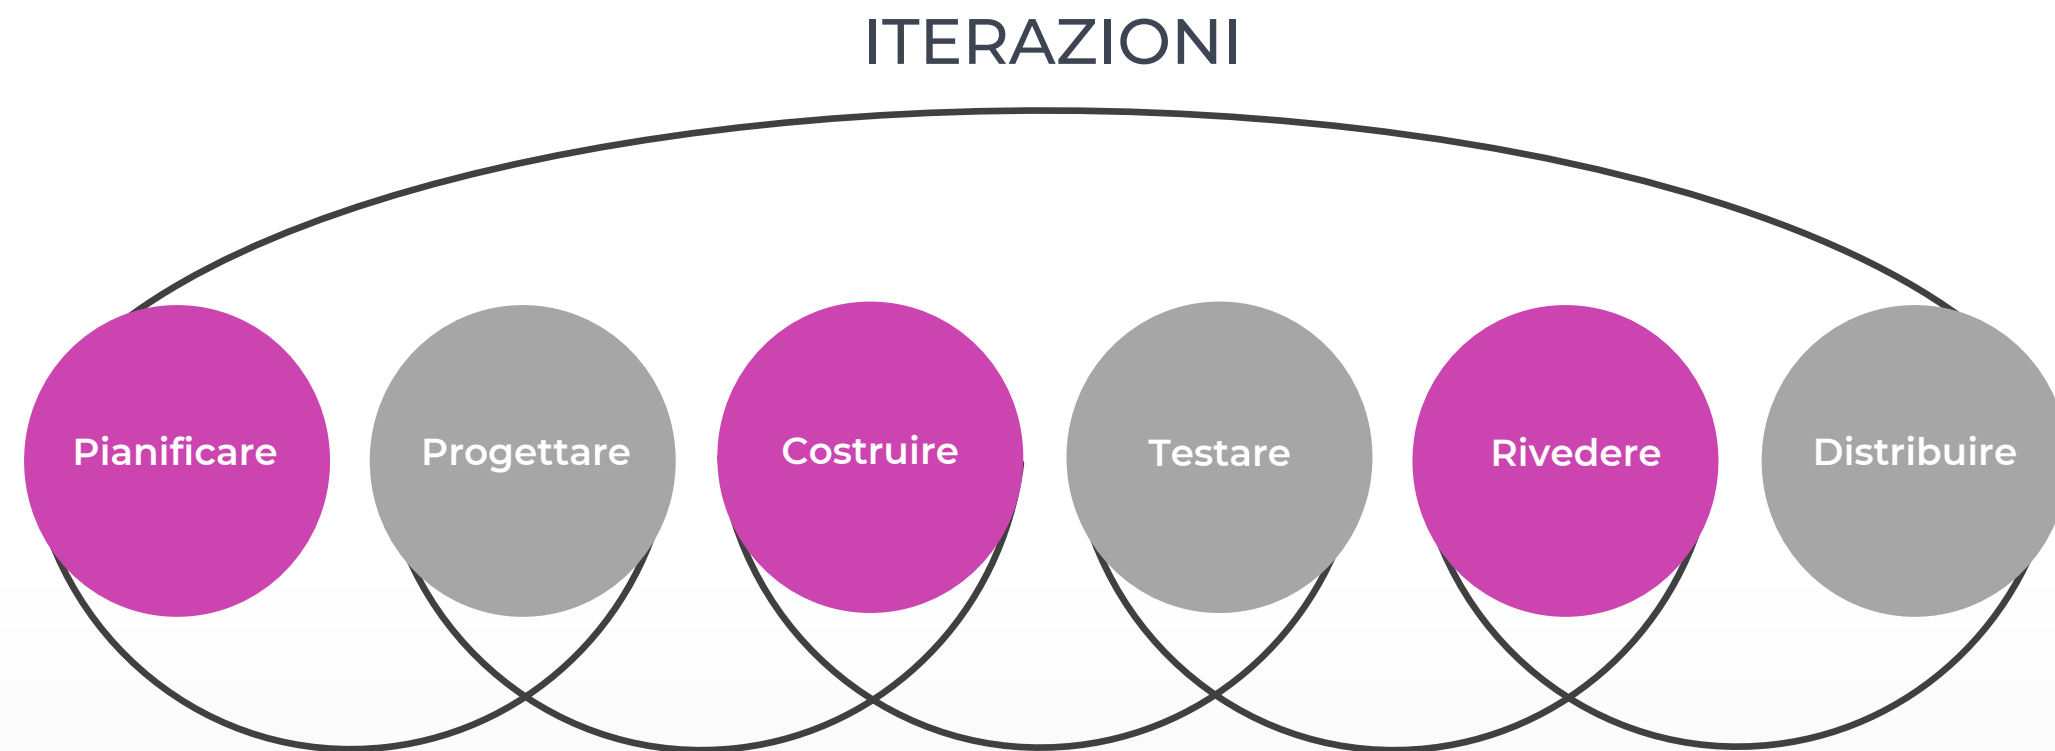 ITERAZIONI
Pianificare
Progettare
Costruire
Testare
Rivedere
Distribuire